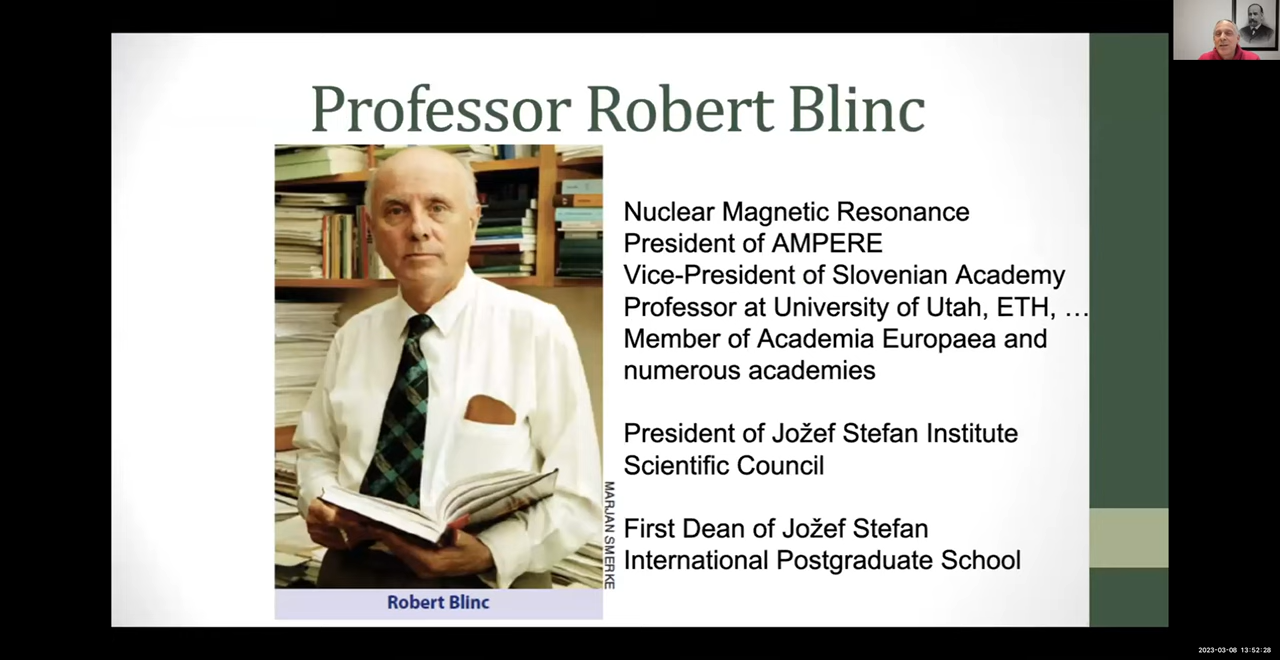 Professor Robert Blinc
Nuclear Magnetic Resonance
President of AMPERE
Vice-President of Slovenian Academy
Professor at University of Utah, ETH, …
Member of Academia Europaea and
numerous academies
President of Jožef Stefan Institute
Scientific Council
First Dean of Jožef Stefan
International Postgraduate School
MARJAN SMERKE
Robert Blinc
2023-03-08 13:52:28